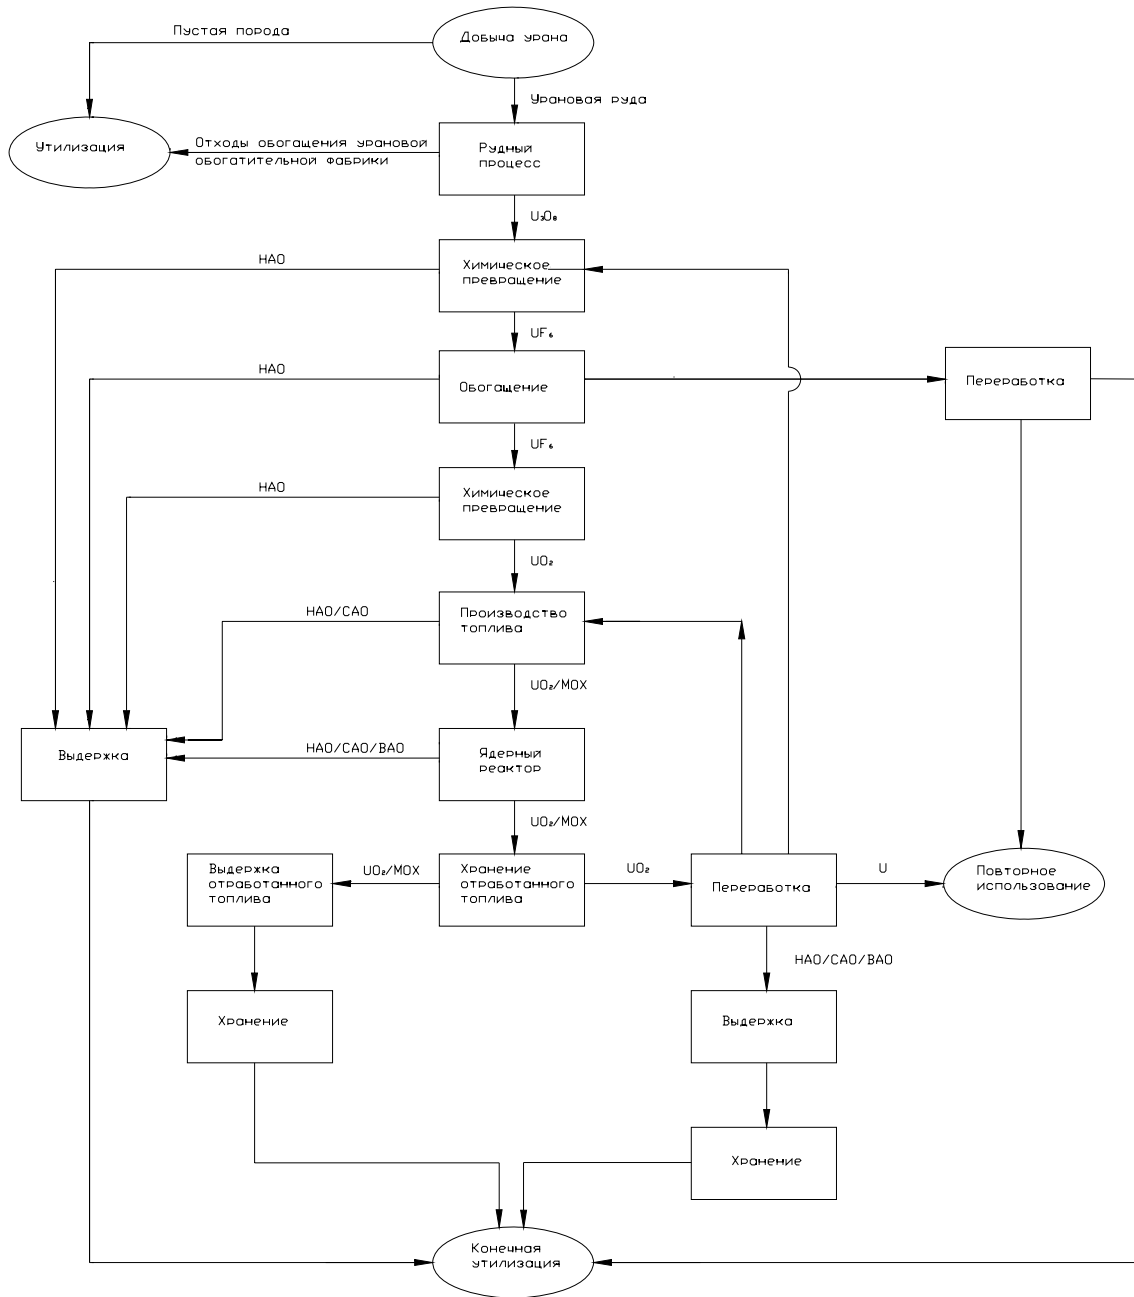 Пустая порода
Добыча урана
Урановая руда
Утилизация
Отходы обогащения урановой
обогатительной фабрики
Рудный
процесс
U₃O₈
НАО
Химическое
превращение
UF₆
НАО
Обогащение
Переработка
UF₆
НАО
Химическое
превращение
UO₂
НАО/САО
Производство
топлива
UO₂/MOX
Выдержка
НАО/САО/ВАО
Ядерный
реактор
UO₂/MOX
Выдержка
отработанного
топлива
UO₂/MOX
Хранение
отработанного
топлива
UO₂
Переработка
U
Повторное
использование
НАО/САО/ВАО
Хранение
Выдержка
Хранение
Конечная
утилизация